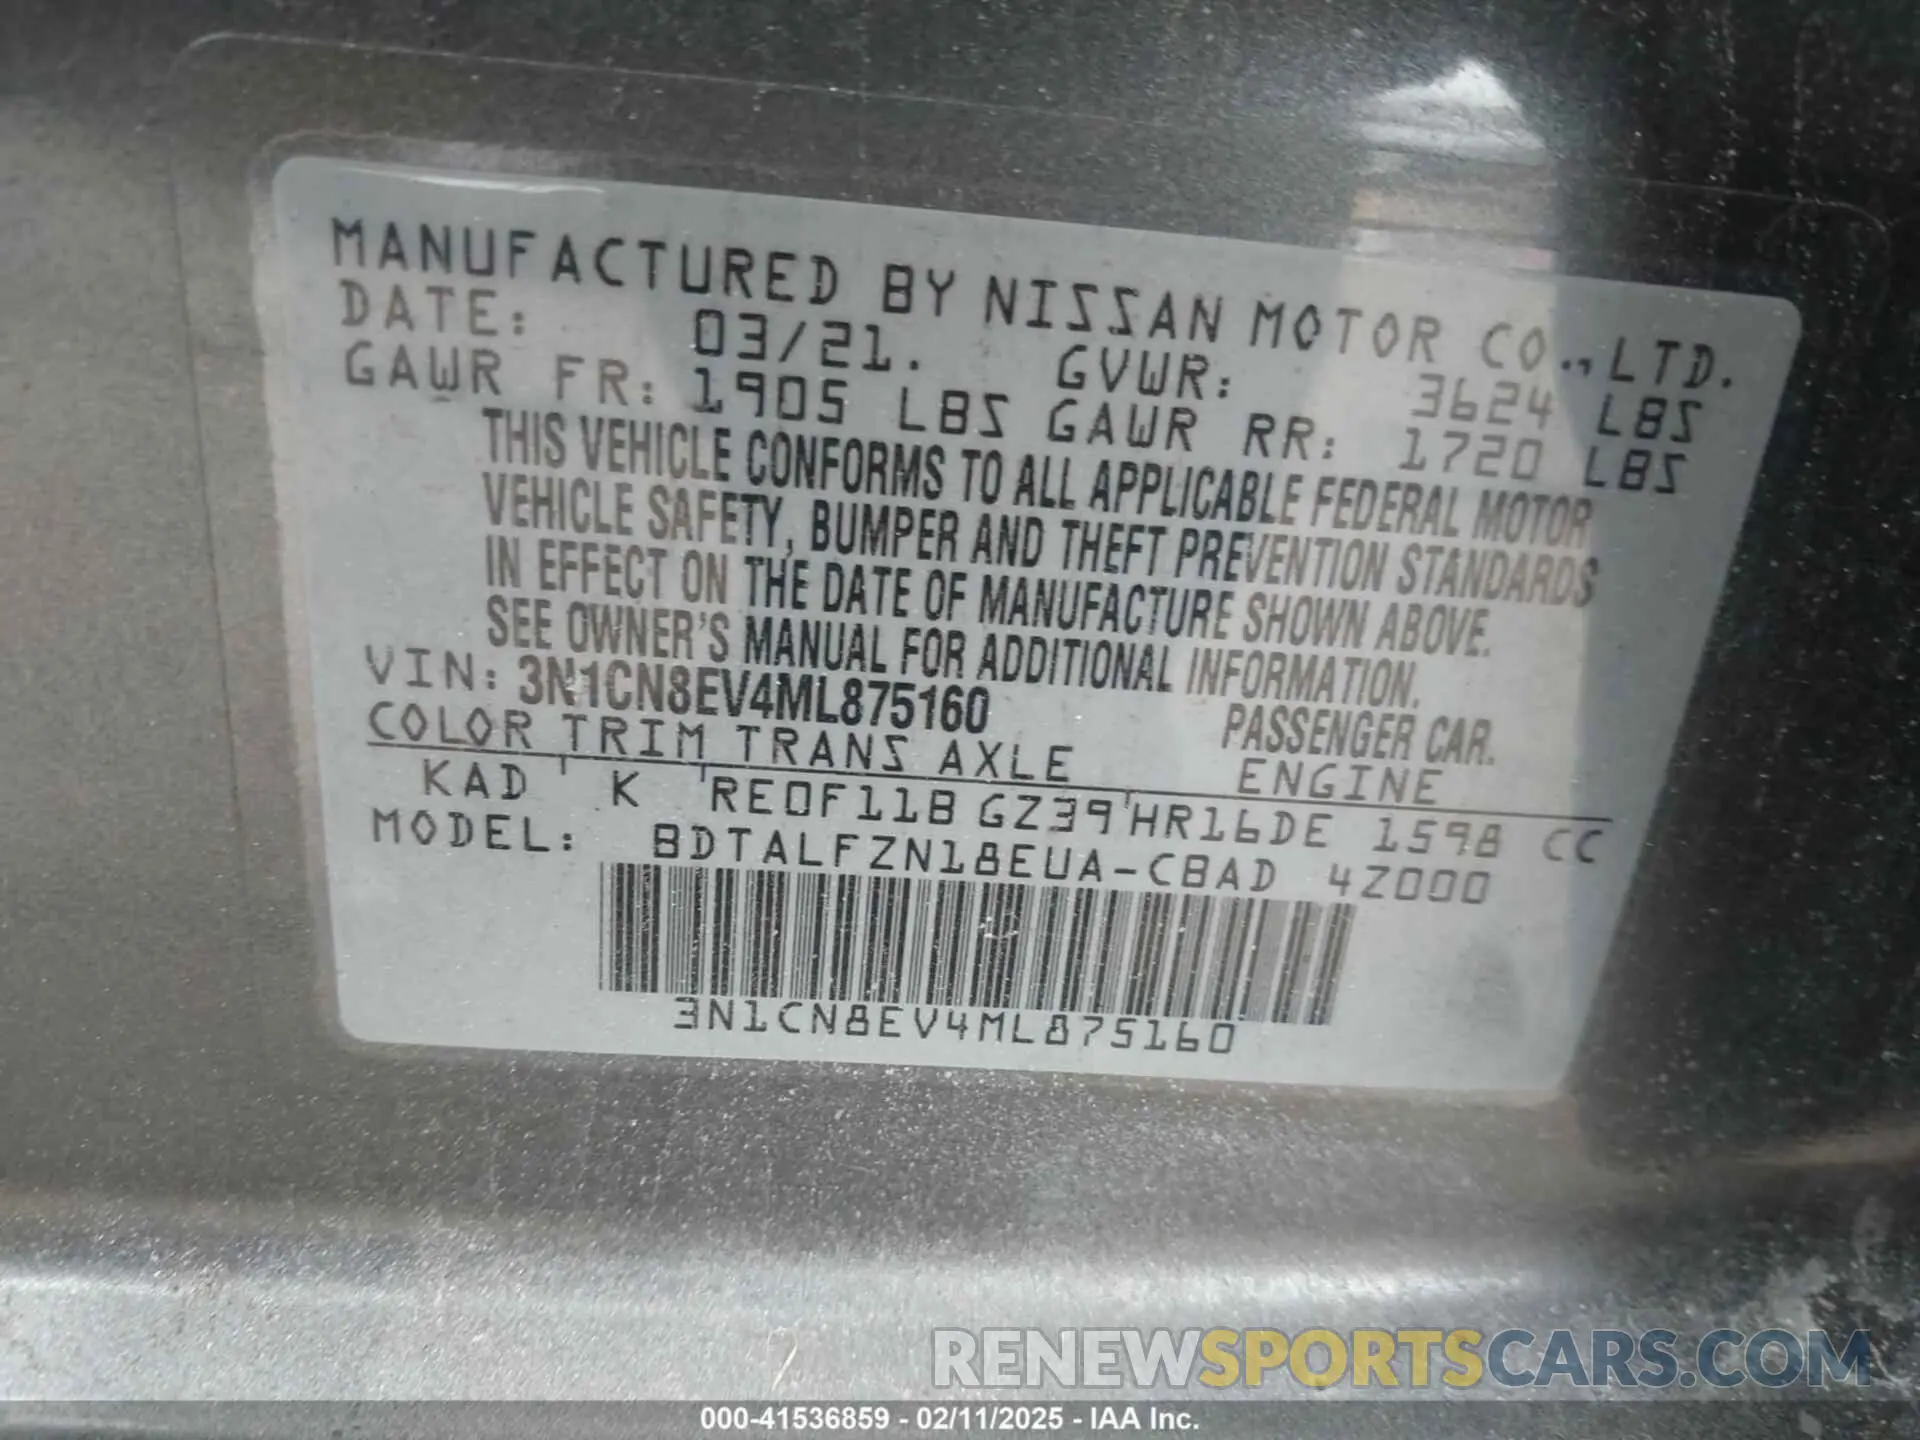 MANUFACTURED BY NISSAN MOTOR CO., LTD.
DATE: 03/21. GVWR: 3624 LBS
GAWR FR: 1905 LBS GAWR RR: 1720 LBS
THIS VEHICLE CONFORMS TO ALL APPLICABLE FEDERAL MOTOR
VEHICLE SAFETY, BUMPER AND THEFT PREVENTION STANDARDS
IN EFFECT ON THE DATE OF MANUFACTURE SHOWN ABOVE.
SEE OWNER'S MANUAL FOR ADDITIONAL INFORMATION.
VIN: 3N1CN8EV4ML875160 PASSENGER CAR.
COLOR TRIM TRANS AXLE ENGINE
KAD K RE0F11B GZ39 HR16DE 1598 CC
MODEL: BDTALFZN18EUA-CBAD 4Z000
3N1CN8EV4ML875160
RENEWSPORTSCARS.COM
000-41536859 - 02/11/2025 - IAA Inc.